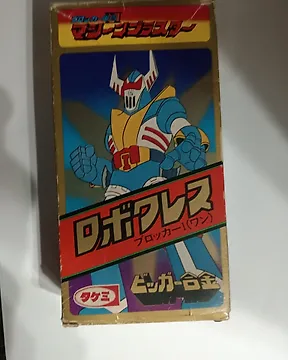 マシーンブラスター
ロボクレス
ブロッカー1(ワン)
タケミ
ビッガー合金